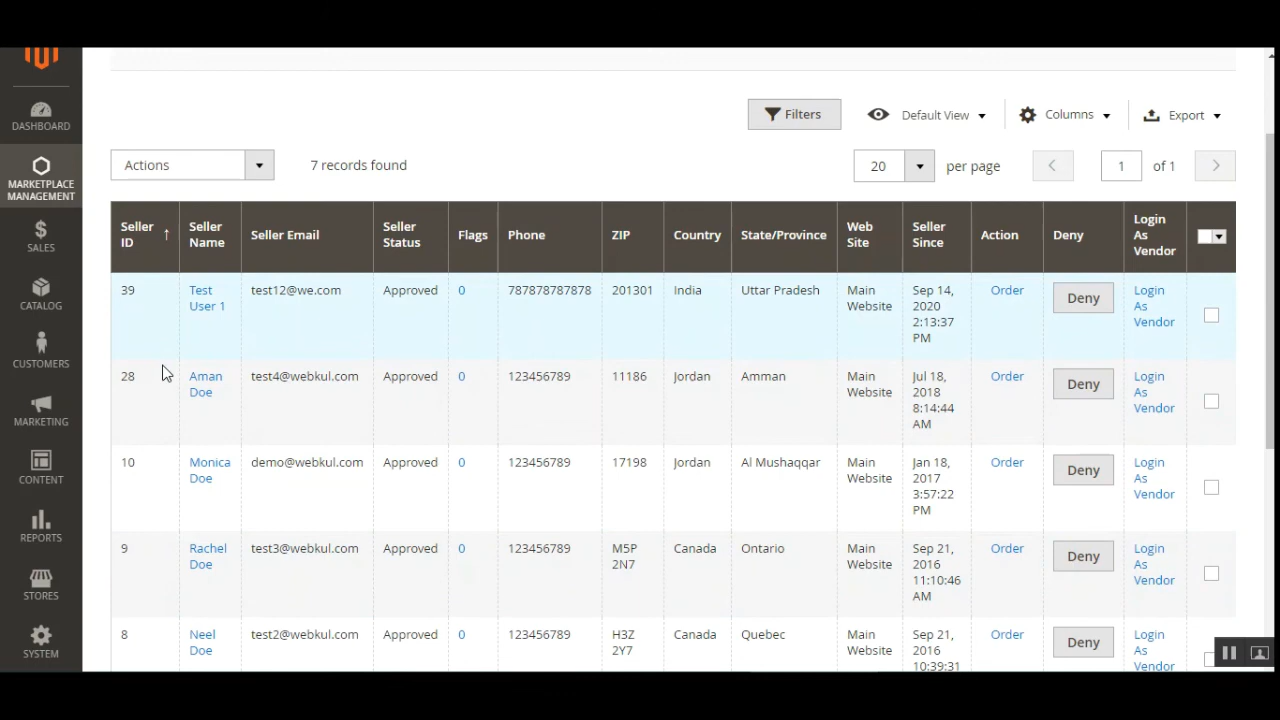 Filters
Default View
Columns
Export
Actions
7 records found
20
per page
1
of 1
DASHBOARD
MARKETPLACE
MANAGEMENT
SALES
CATALOG
CUSTOMERS
MARKETING
CONTENT
REPORTS
STORES
SYSTEM
Seller ID ↑ Seller Name Seller Email Seller Status Flags Phone ZIP Country State/Province Web Site Seller Since Action Deny Login As Vendor
39 Test User 1 test12@we.com Approved 0 787878787878 201301 India Uttar Pradesh Main Website Sep 14, 2020 2:13:37 PM Order Deny Login As Vendor
28 Aman Doe test4@webkul.com Approved 0 123456789 11186 Jordan Amman Main Website Jul 18, 2018 8:14:44 AM Order Deny Login As Vendor
10 Monica Doe demo@webkul.com Approved 0 123456789 17198 Jordan Al Mushaqqar Main Website Jan 18, 2017 3:57:22 PM Order Deny Login As Vendor
9 Rachel Doe test3@webkul.com Approved 0 123456789 M5P 2N7 Canada Ontario Main Website Sep 21, 2016 11:10:46 AM Order Deny Login As Vendor
8 Neel Doe test2@webkul.com Approved 0 123456789 H3Z 2Y7 Canada Quebec Main Website Sep 21, 2016 10:39:31 Order Deny Login As Vendor